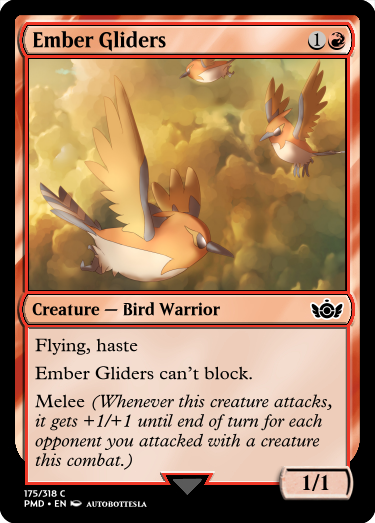 Ember Gliders 1
Creature — Bird Warrior
Flying, haste
Ember Gliders can't block.
Melee (Whenever this creature attacks,
it gets +1/+1 until end of turn for each
opponent you attacked with a creature
this combat.)
1/1
175/318 C
PMD • EN AUTOBOTTESLA